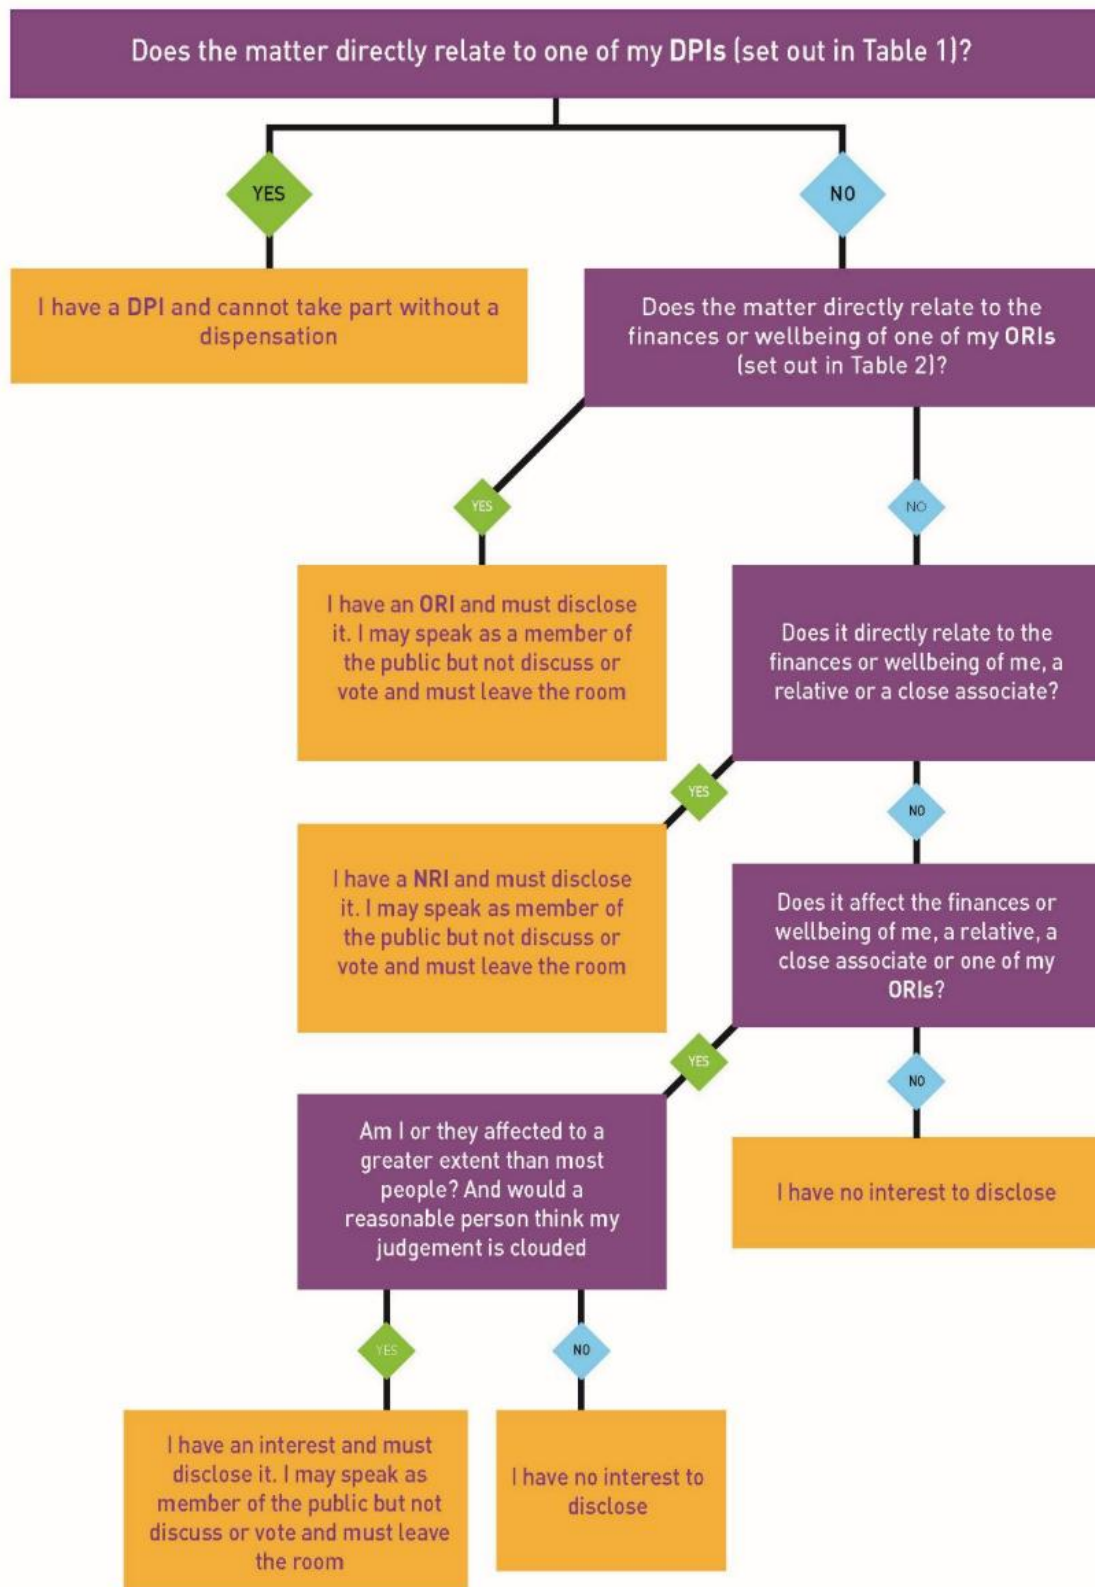 Does the matter directly relate to one of my DPIs (set out in Table 1)?
YES
NO
I have a DPI and cannot take part without a
dispensation
Does the matter directly relate to the
finances or wellbeing of one of my ORIs
(set out in Table 2)?
YES
NO
I have an ORI and must disclose
it. I may speak as a member of
the public but not discuss or
vote and must leave the room
Does it directly relate to the
finances or wellbeing of me, a
relative or a close associate?
YES
NO
I have a NRI and must disclose
it. I may speak as member of
the public but not discuss or
vote and must leave the room
Does it affect the finances or
wellbeing of me, a relative, a
close associate or one of my
ORIs?
YES
NO
Am I or they affected to a
greater extent than most
people? And would a
reasonable person think my
judgement is clouded
I have no interest to disclose
YES
NO
I have an interest and must
disclose it. I may speak as
member of the public but not
discuss or vote and must leave
the room
I have no interest to
disclose